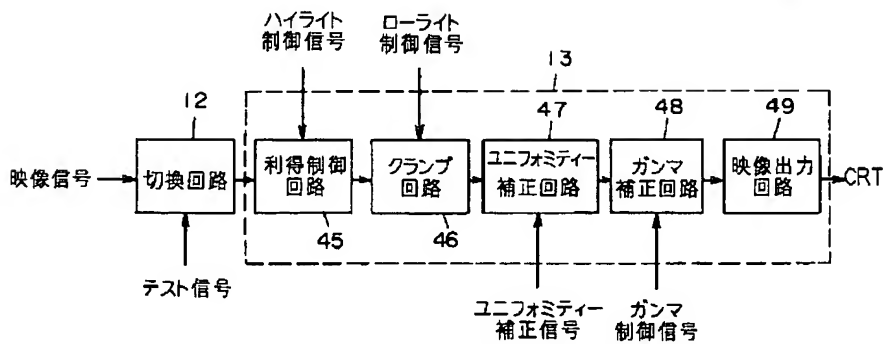 ハイライト
制御信号
ローライト
制御信号
13
12
47
48
49
映像信号
切換回路
利得制御
回路
クランプ
回路
ユニフォミティー
補正回路
ガンマ
補正回路
映像出力
回路
CRT
45
46
テスト信号
ユニフォミティー
補正信号
ガンマ
制御信号